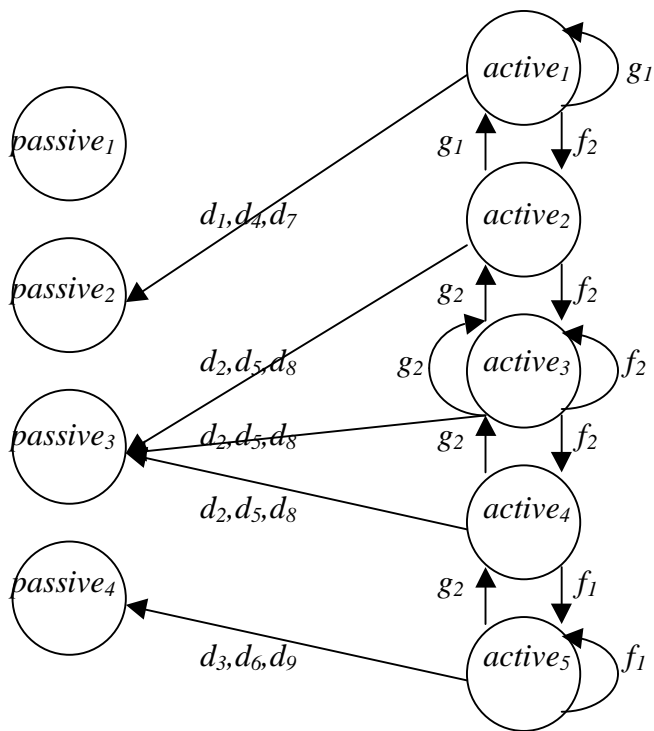 active₁
g₁
passive₁
g₁
f₂
d₁,d₄,d₇
active₂
passive₂
g₂
f₂
d₂,d₅,d₈
active₃
g₂
f₂
passive₃
d₂,d₅,d₈
g₂
f₂
d₂,d₅,d₈
active₄
passive₄
g₂
f₁
d₃,d₆,d₉
active₅
f₁